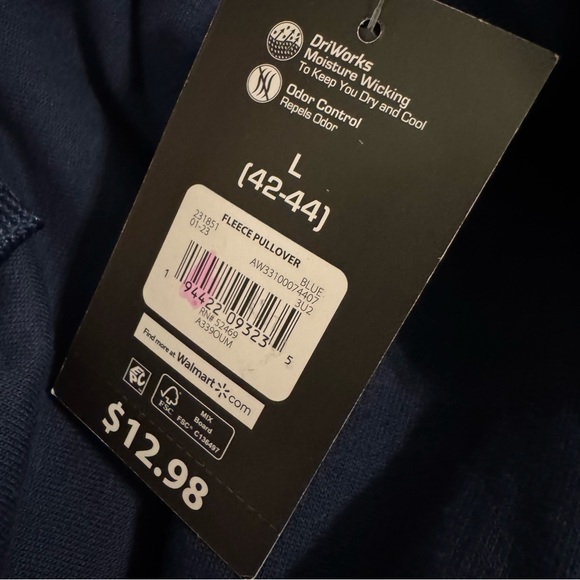 DriWorks
Moisture Wicking
To Keep You Dry and Cool
Odor Control
Repels Odor
L
(42-44)
231851
01-23
FLEECE PULLOVER
BLUE
AW33100074407
3U2
1 94422 09323 5
RN# 52469
A339OUM
Find more at Walmart.com
FSC
MIX
Board
FSC® C136497
$12.98